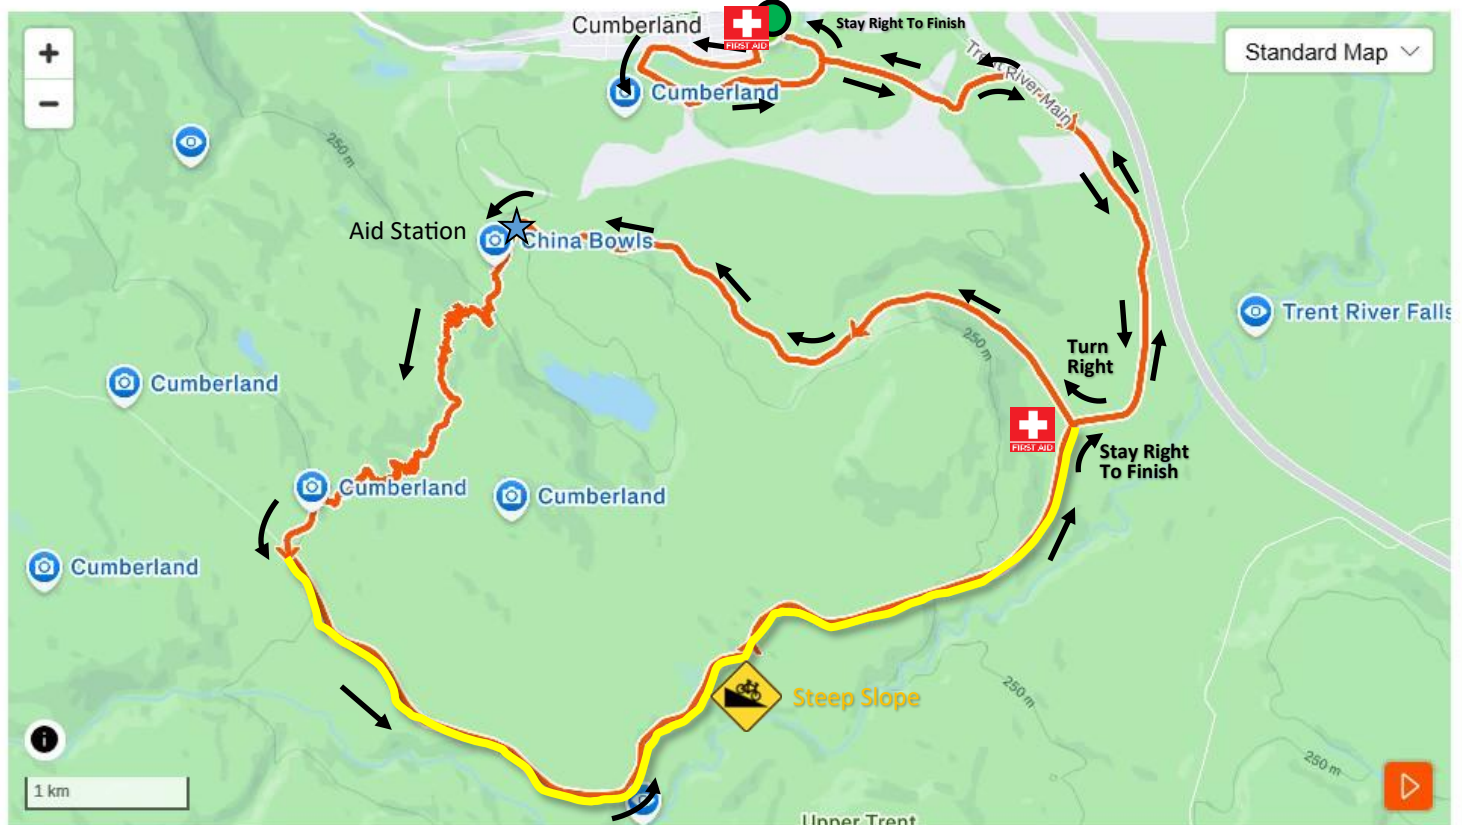 Cumberland
FIRST AID
Stay Right To Finish
+
Standard Map
Trent River Main
−
Cumberland
250 m
Aid Station
China Bowls
Trent River Falls
250 m
Turn
Right
Cumberland
FIRST AID
Stay Right
To Finish
Cumberland
Cumberland
Cumberland
Steep Slope
250 m
i
250 m
1 km
Upper Trent